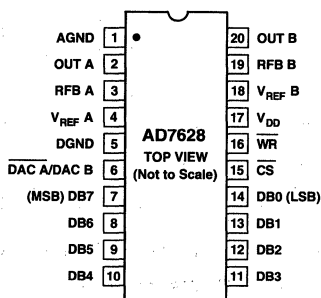 AGND 1
OUT A 2
RFB A 3
VREF A 4
DGND 5
DAC A/DAC B 6
(MSB) DB7 7
DB6 8
DB5 9
DB4 10
AD7628
TOP VIEW
(Not to Scale)
20 OUT B
19 RFB B
18 VREF B
17 VDD
16 WR
15 CS
14 DB0 (LSB)
13 DB1
12 DB2
11 DB3